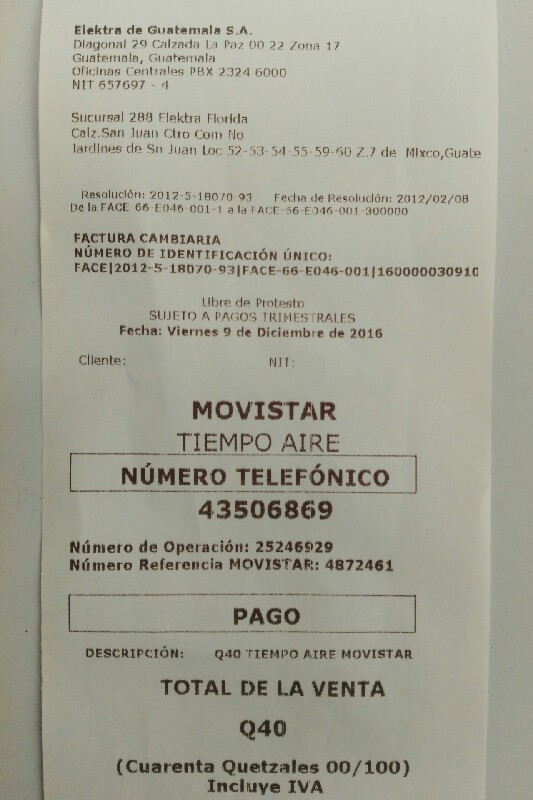 Elektra de Guatemala S.A.
Diagonal 29 Calzada La Paz 00 22 Zona 17
Guatemala, Guatemala
Oficinas Centrales PBX 2324 6000
NIT 657697 - 4
Sucursal 288 Elektra Florida
Calz.San Juan Ctro Com No
Jardines de Sn Juan Loc 52-53-54-55-59-60 Z.7 de Mixco,Guate
Resolución: 2012-5-18070-93 Fecha de Resolución: 2012/02/08
De la FACE-66-E046-001-1 a la FACE-66-E046-001-300000
FACTURA CAMBIARIA
NÚMERO DE IDENTIFICACIÓN ÚNICO:
FACE|2012-5-18070-93|FACE-66-E046-001|160000030910
Libre de Protesto
SUJETO A PAGOS TRIMESTRALES
Fecha: Viernes 9 de Diciembre de 2016
Cliente: NIT:
MOVISTAR
TIEMPO AIRE
NÚMERO TELEFÓNICO
43506869
Número de Operación: 25246929
Número Referencia MOVISTAR: 4872461
PAGO
DESCRIPCIÓN: Q40 TIEMPO AIRE MOVISTAR
TOTAL DE LA VENTA
Q40
(Cuarenta Quetzales 00/100)
Incluye IVA